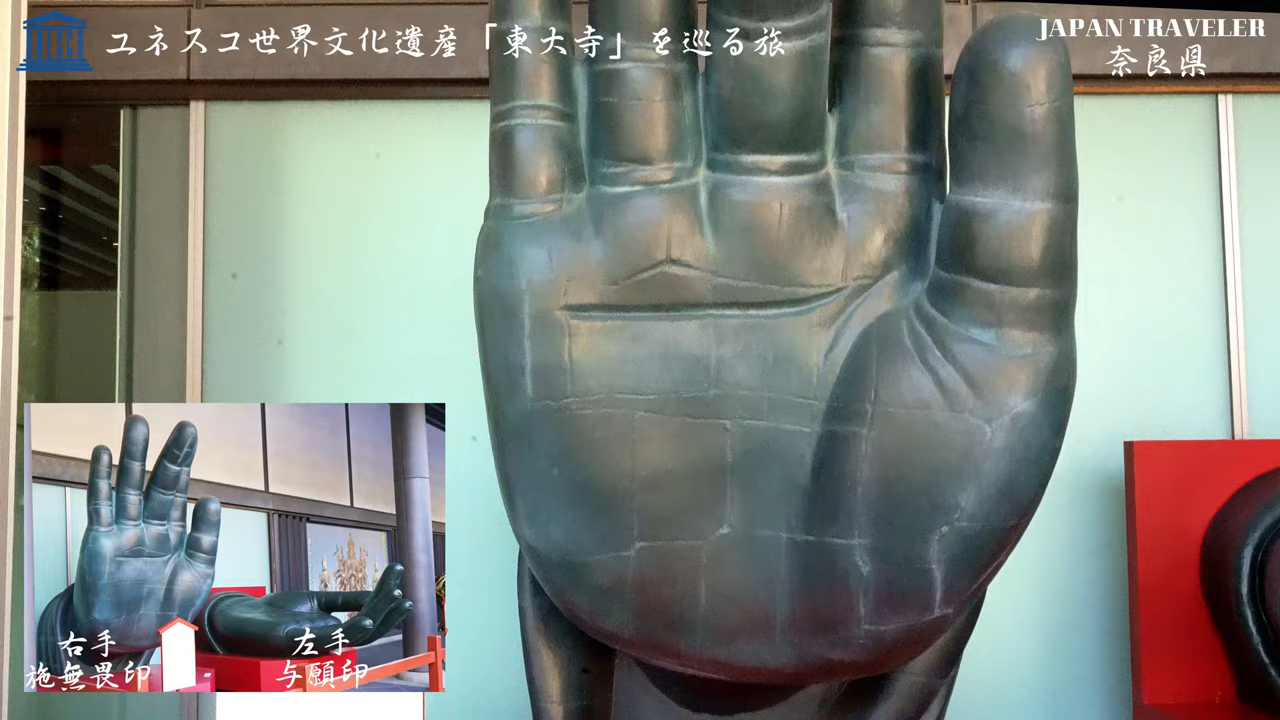 ユネスコ世界文化遺産「東大寺」を巡る旅
JAPAN TRAVELER
奈良県
右手
施無畏印
左手
与願印